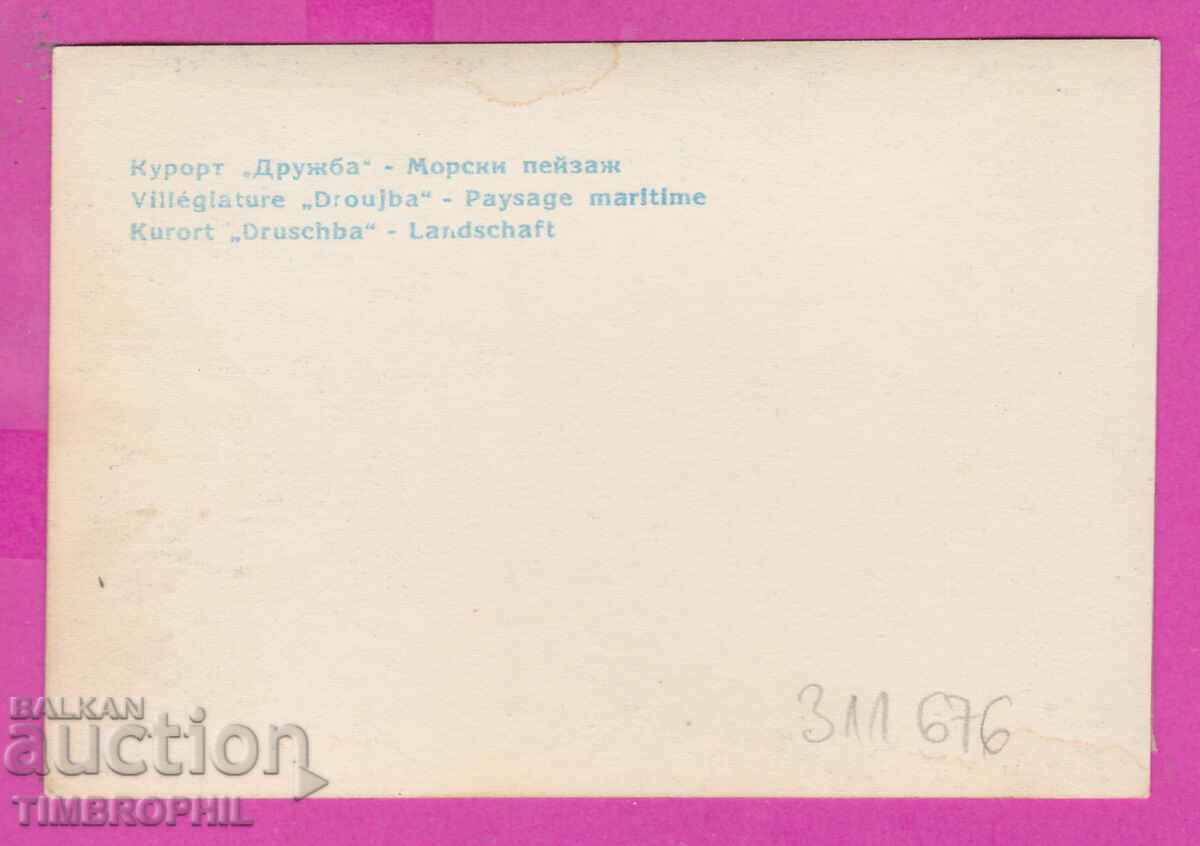 Курорт „Дружба“ - Морски пейзаж
Villégiature „Droujba“ - Paysage maritime
Kurort „Druschba“ - Landschaft
311 676
BALKAN
auction
TIMBROPHIL